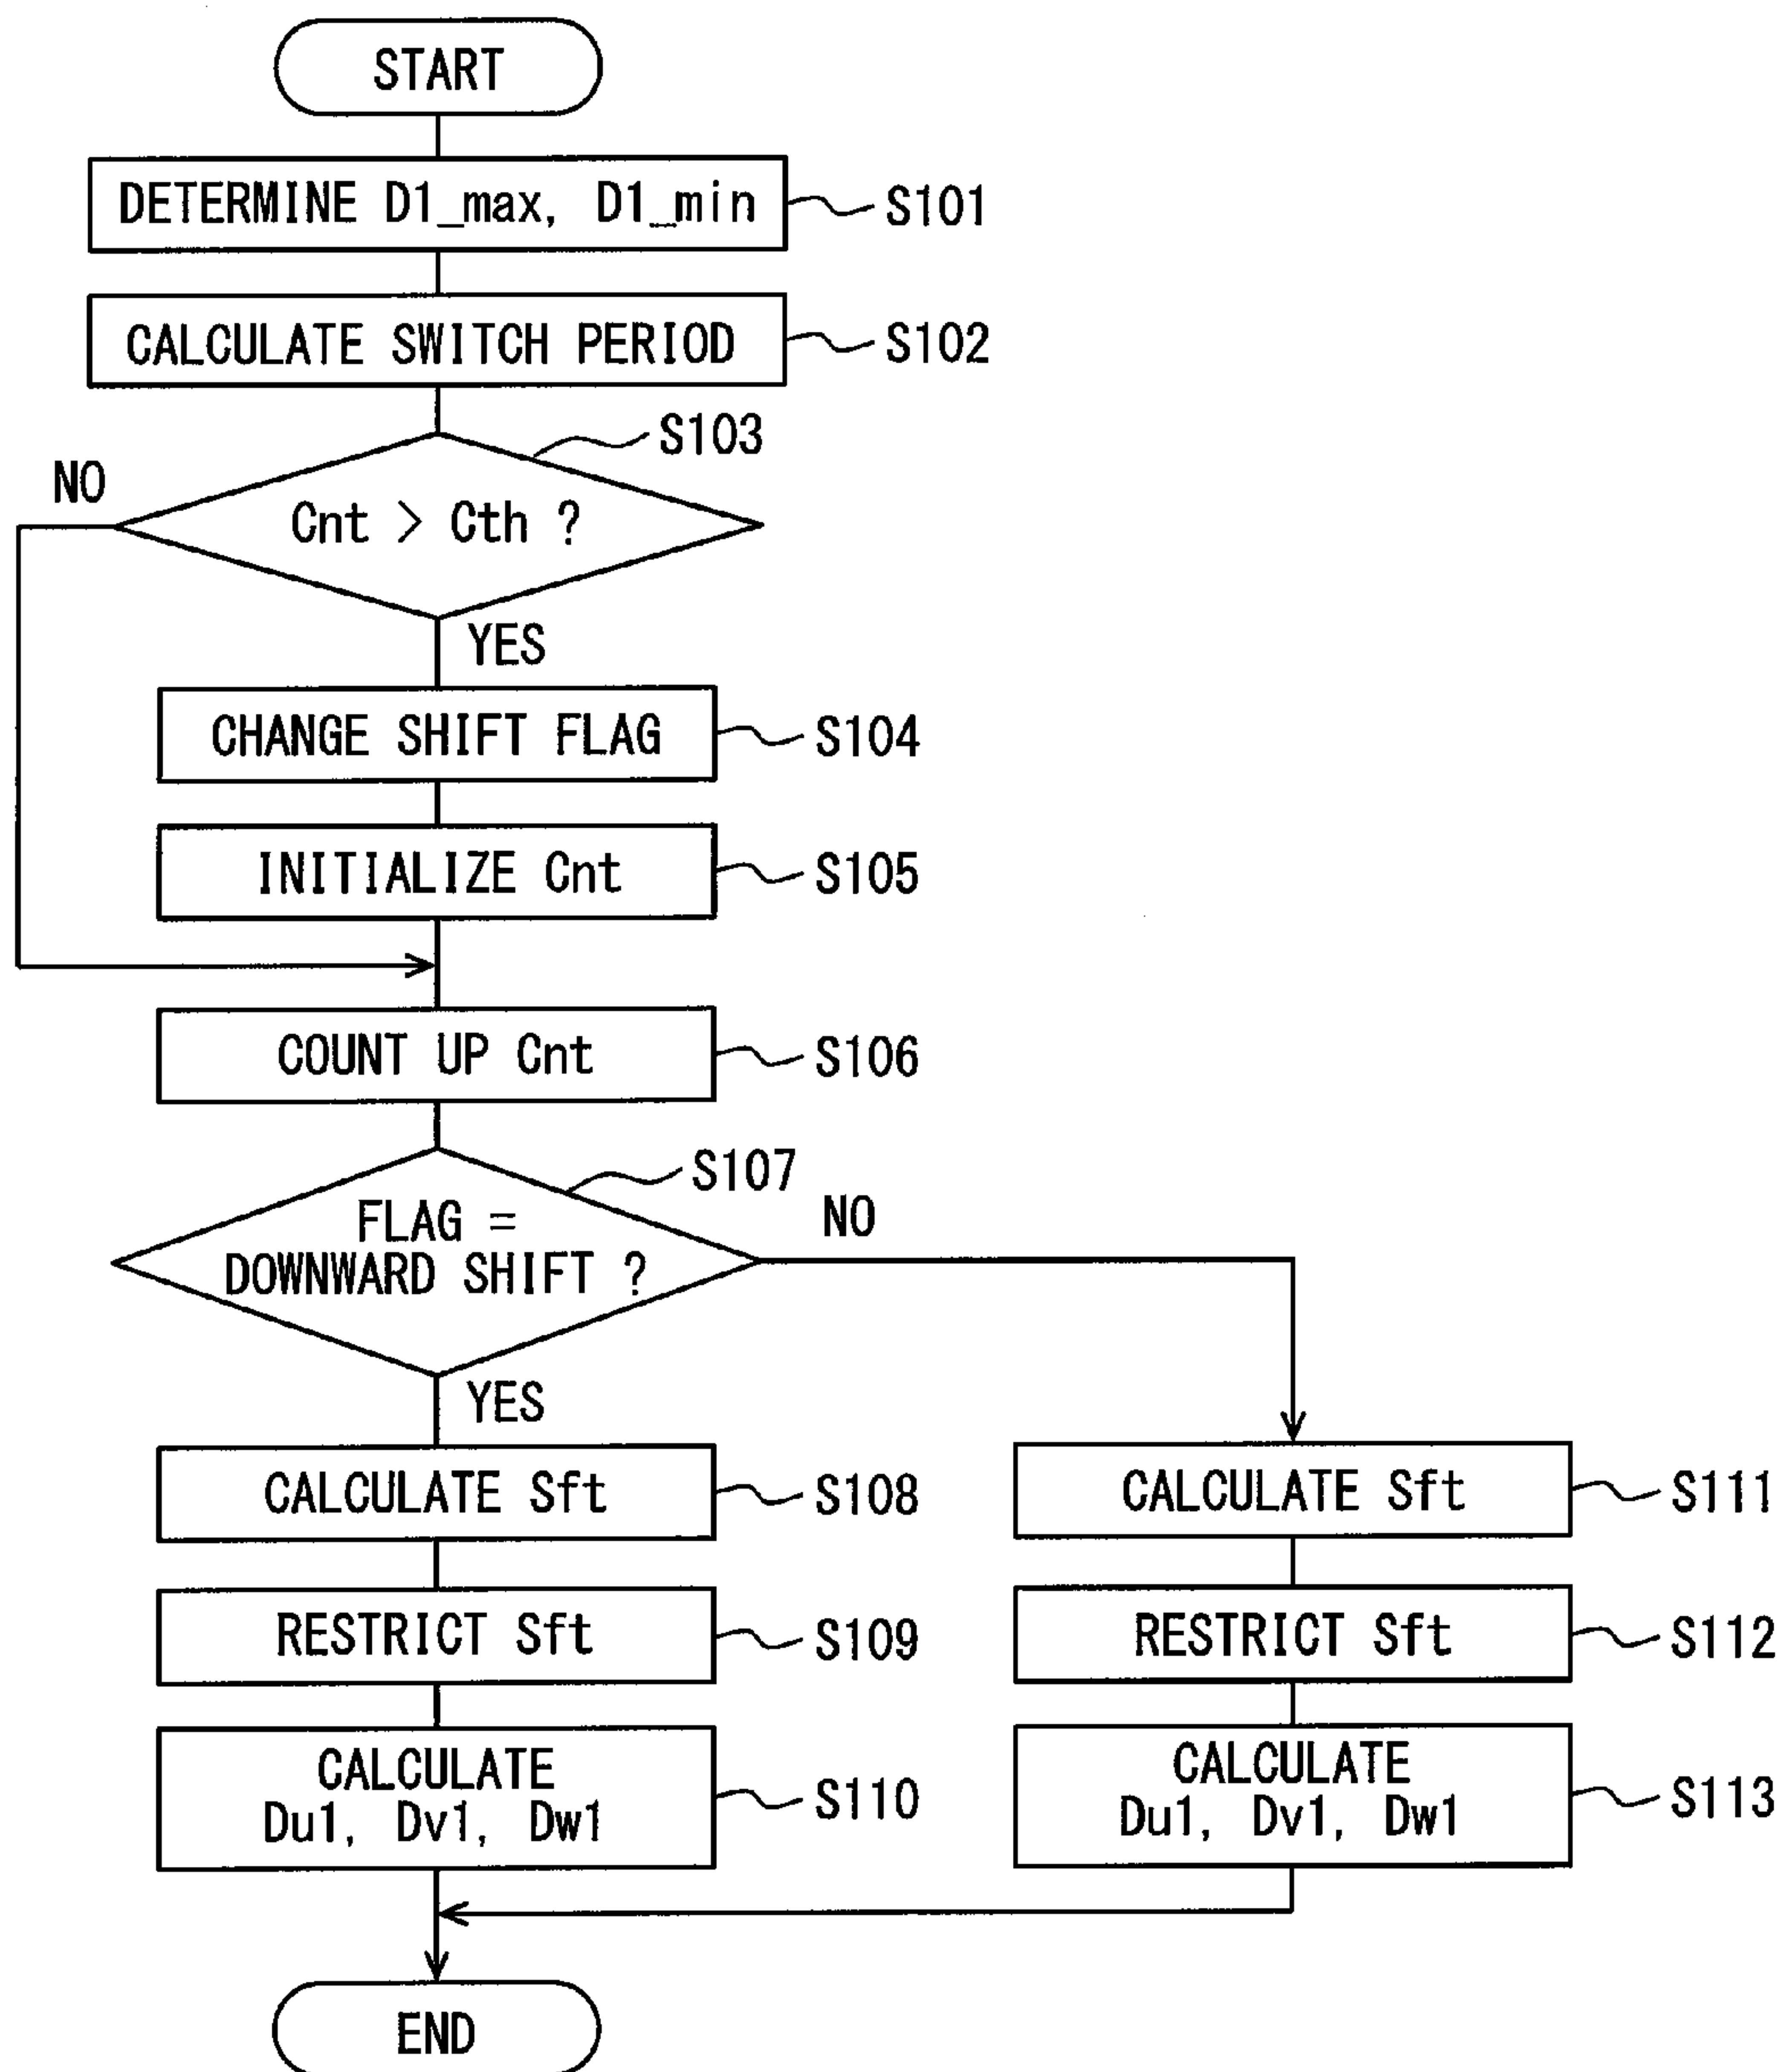 START
DETERMINE D1_max, D1_min
S101
CALCULATE SWITCH PERIOD
S102
S103
NO
Cnt > Cth ?
YES
CHANGE SHIFT FLAG
S104
INITIALIZE Cnt
S105
COUNT UP Cnt
S106
S107
FLAG =
DOWNWARD SHIFT ?
NO
YES
CALCULATE Sft
S108
CALCULATE Sft
S111
RESTRICT Sft
S109
RESTRICT Sft
S112
CALCULATE
Du1, Dv1, Dw1
S110
CALCULATE
Du1, Dv1, Dw1
S113
END